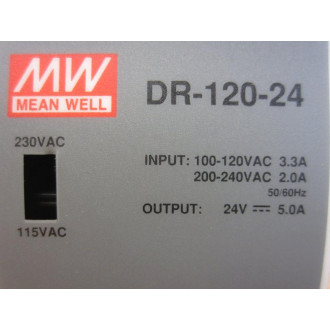 MW
MEAN WELL
DR-120-24
230VAC
115VAC
INPUT: 100-120VAC 3.3A
200-240VAC 2.0A
50/60Hz
OUTPUT: 24V ⎓ 5.0A